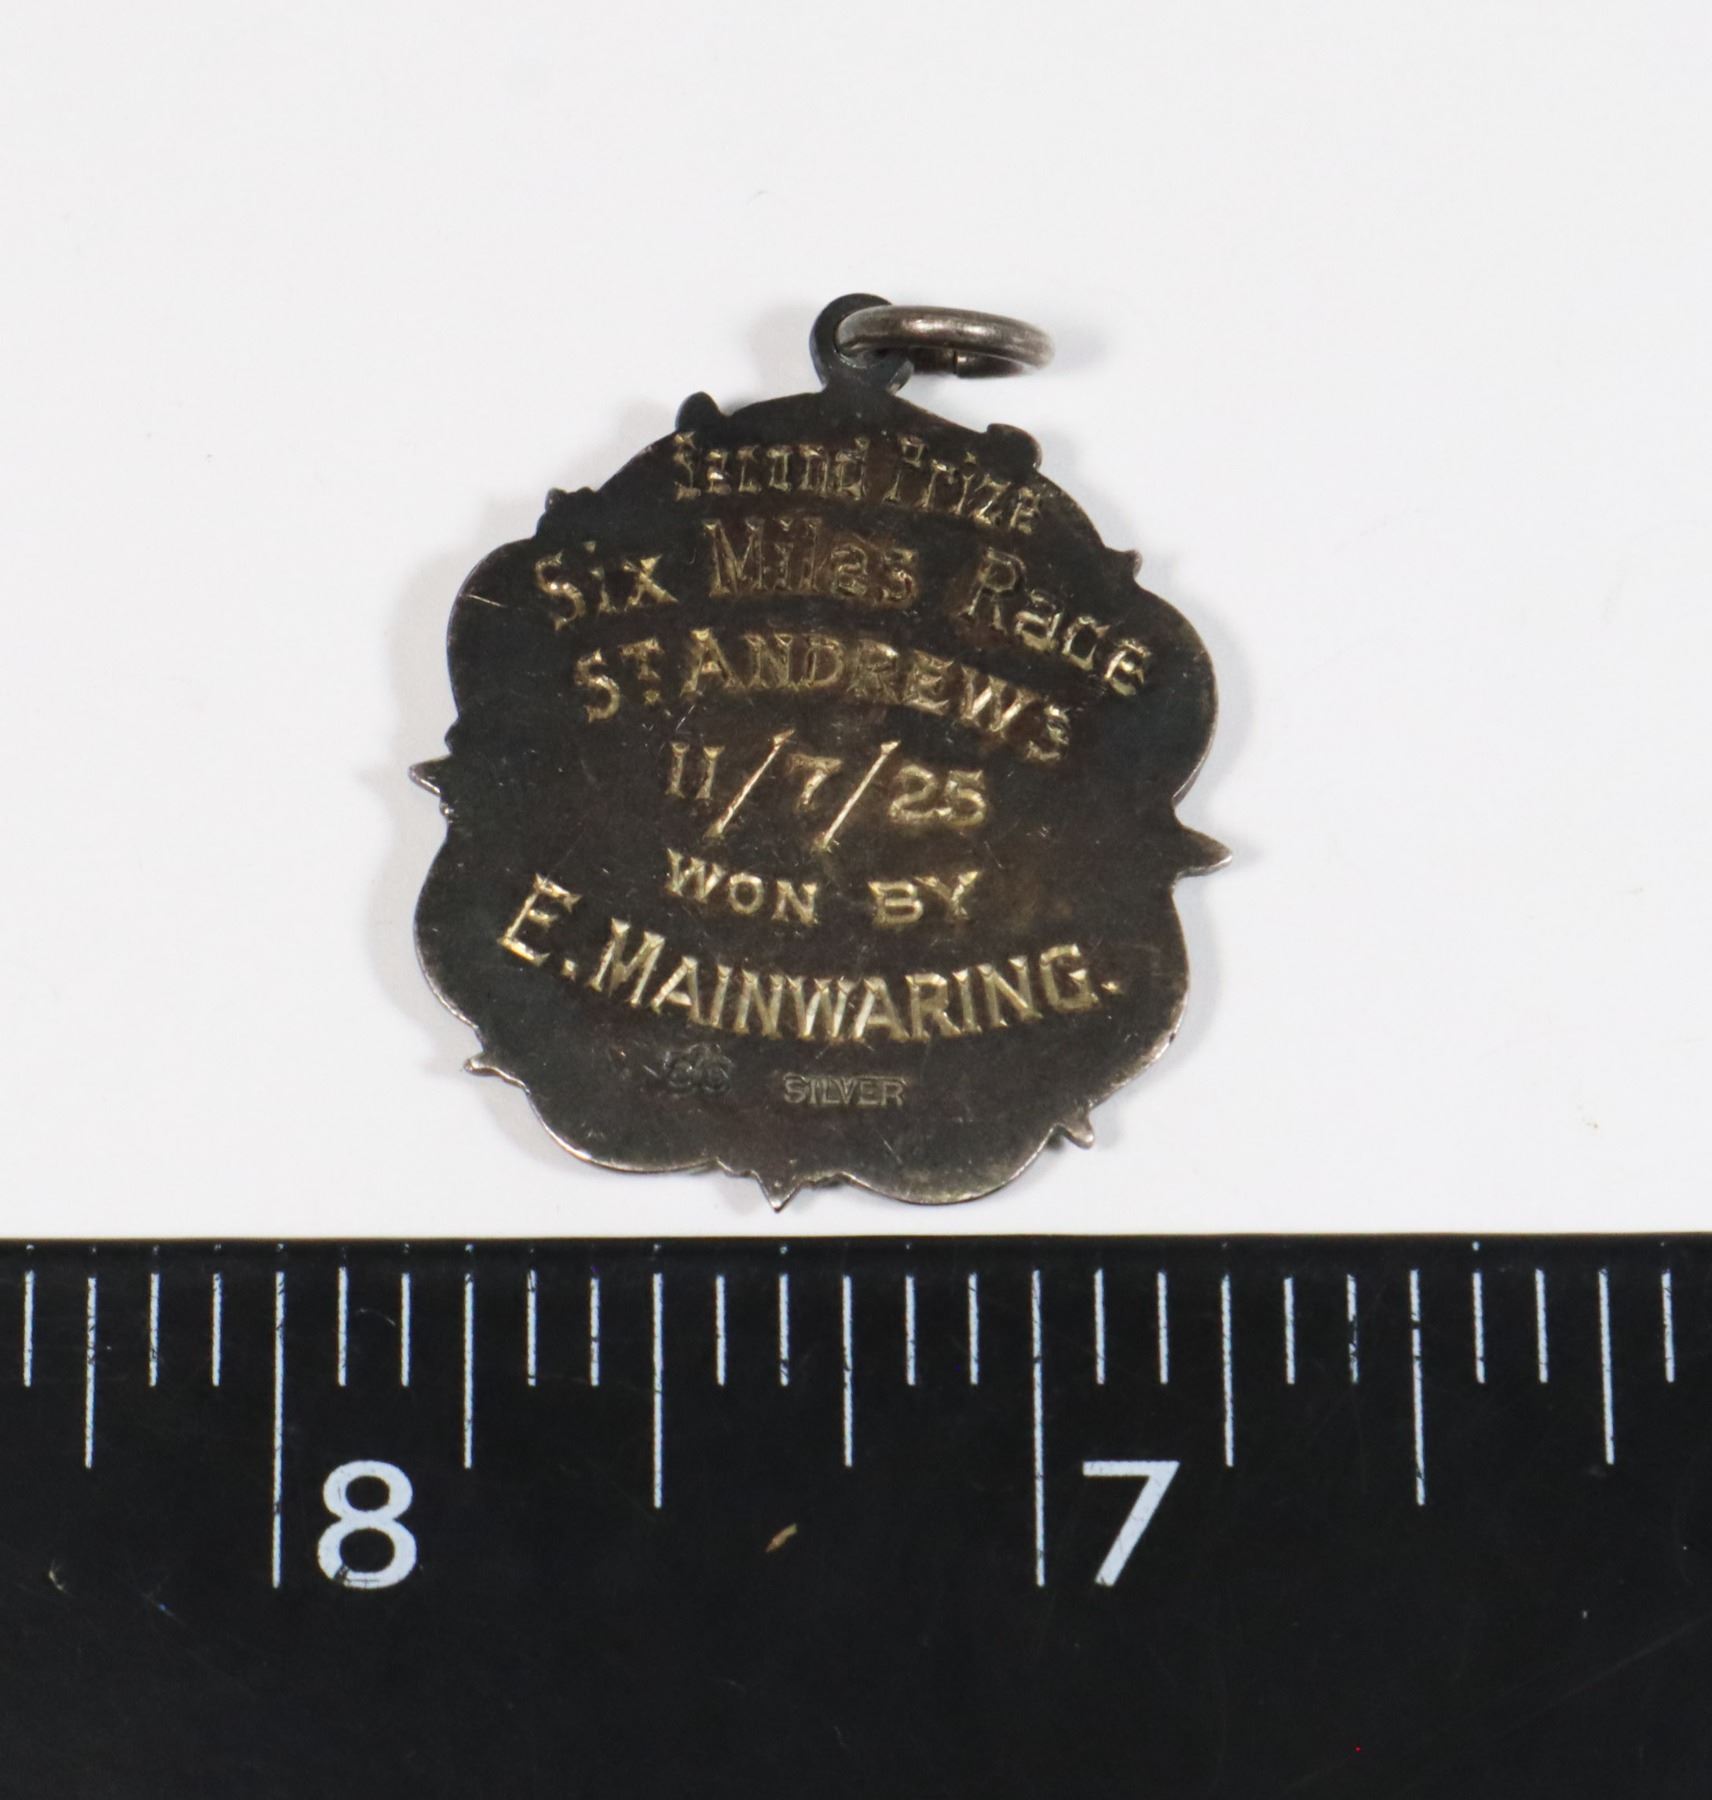 Second Prize
Six Miles Race
ST. ANDREWS
11/7/25
WON BY
E. MAINWARING.
SILVER
8 7